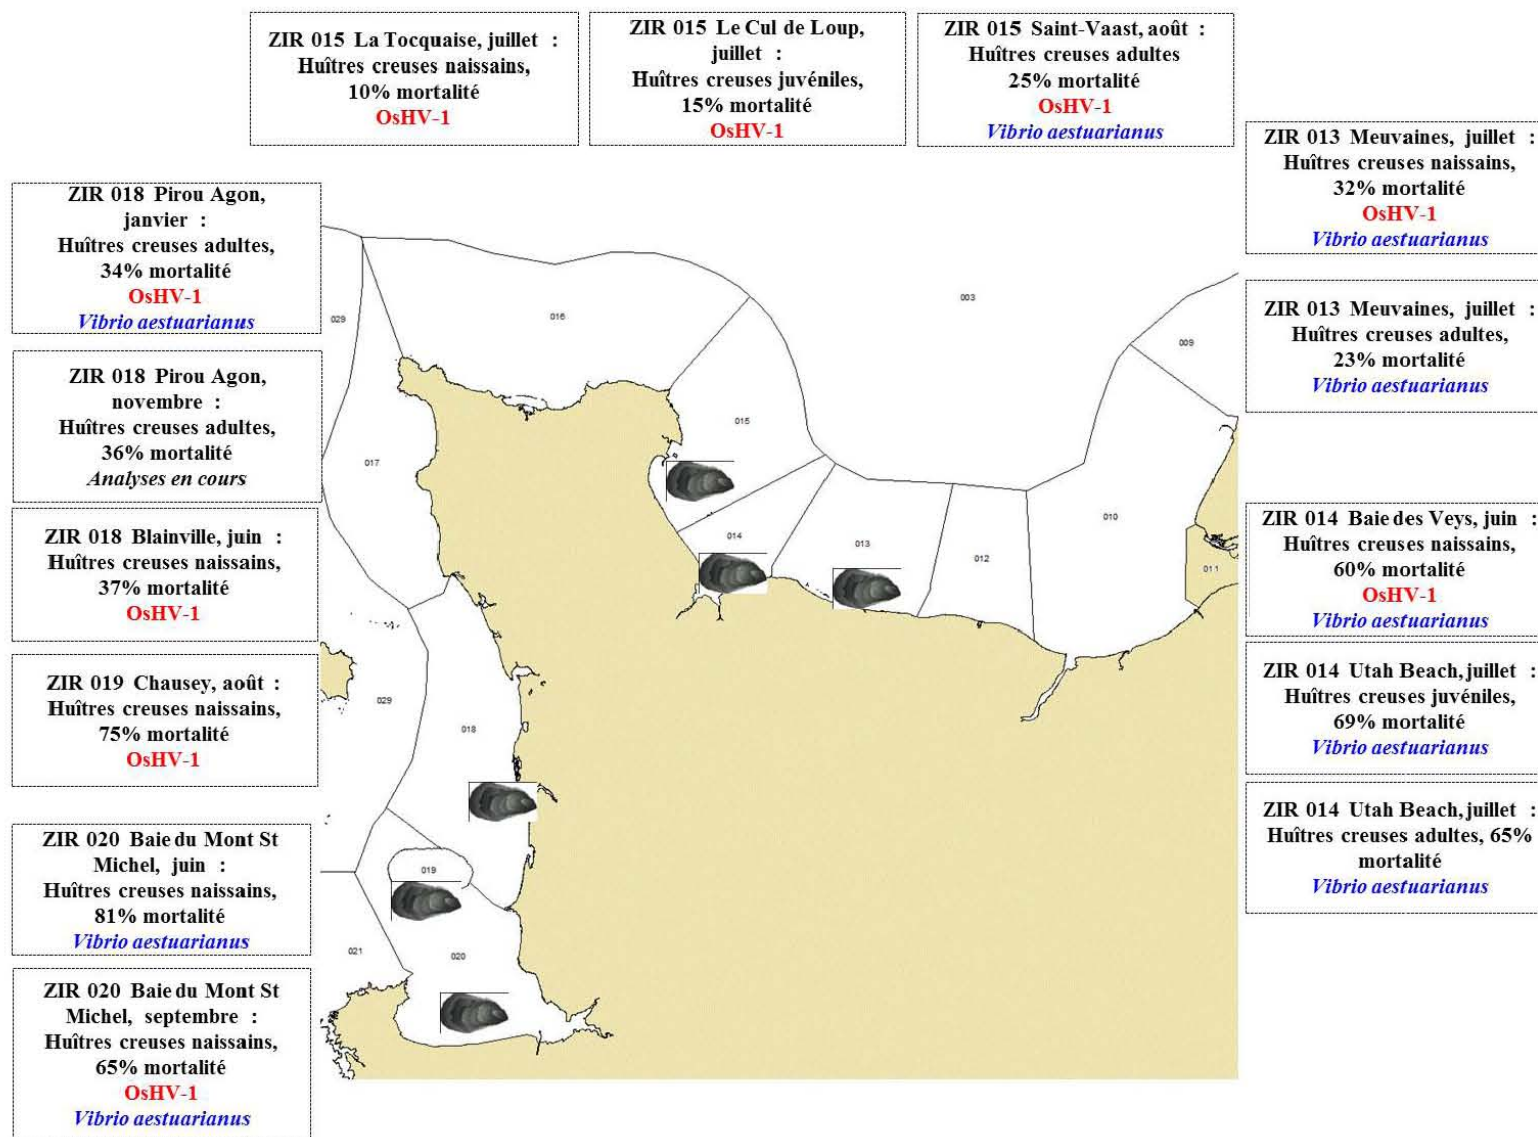 ZIR 015 La Tocquaise, juillet :
Huîtres creuses naissains,
10% mortalité
OsHV-1
ZIR 015 Le Cul de Loup,
juillet :
Huîtres creuses juvéniles,
15% mortalité
OsHV-1
ZIR 015 Saint-Vaast, août :
Huîtres creuses adultes
25% mortalité
OsHV-1
Vibrio aestuarianus
ZIR 013 Meuvaines, juillet :
Huîtres creuses naissains,
32% mortalité
OsHV-1
Vibrio aestuarianus
ZIR 018 Pirou Agon,
janvier :
Huîtres creuses adultes,
34% mortalité
OsHV-1
Vibrio aestuarianus
ZIR 013 Meuvaines, juillet :
Huîtres creuses adultes,
23% mortalité
Vibrio aestuarianus
ZIR 018 Pirou Agon,
novembre :
Huîtres creuses adultes,
36% mortalité
Analyses en cours
ZIR 018 Blainville, juin :
Huîtres creuses naissains,
37% mortalité
OsHV-1
ZIR 014 Baie des Veys, juin :
Huîtres creuses naissains,
60% mortalité
OsHV-1
Vibrio aestuarianus
ZIR 019 Chausey, août :
Huîtres creuses naissains,
75% mortalité
OsHV-1
ZIR 014 Utah Beach, juillet :
Huîtres creuses juvéniles,
69% mortalité
Vibrio aestuarianus
ZIR 014 Utah Beach, juillet :
Huîtres creuses adultes, 65%
mortalité
Vibrio aestuarianus
ZIR 020 Baie du Mont St
Michel, juin :
Huîtres creuses naissains,
81% mortalité
Vibrio aestuarianus
ZIR 020 Baie du Mont St
Michel, septembre :
Huîtres creuses naissains,
65% mortalité
OsHV-1
Vibrio aestuarianus
003
029
016
009
015
017
014
013
012
010
011
029
018
019
021
020